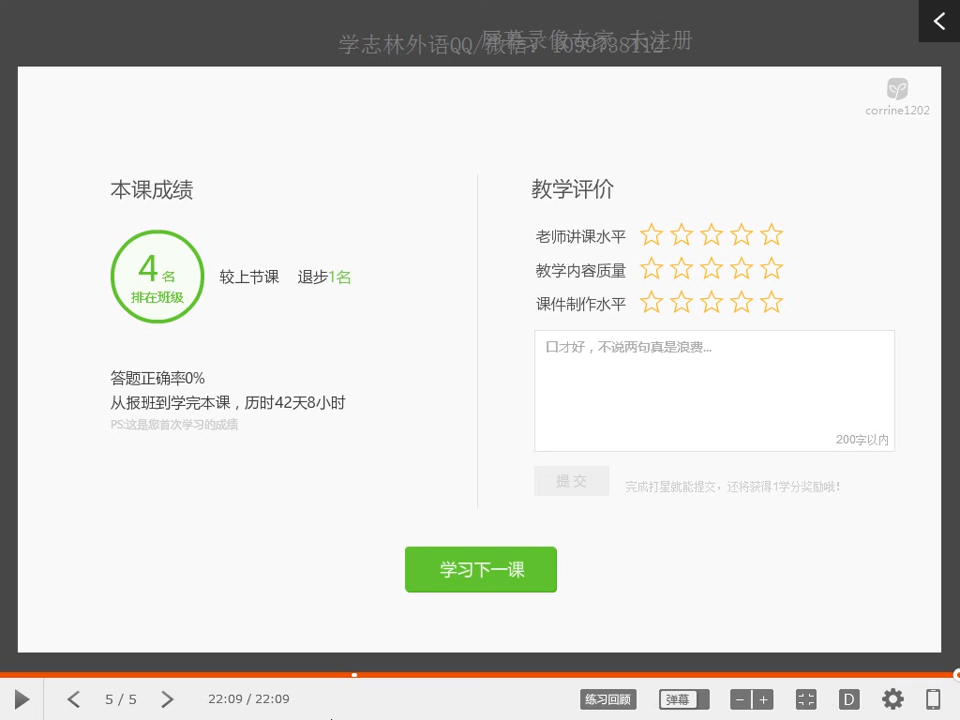 学志林外语QQ/微信：1099738112
屏幕录像专家 未注册
corrine1202
本课成绩
4名
排在班级
较上节课 退步1名
答题正确率0%
从报班到学完本课，历时42天8小时
PS:这是您首次学习的成绩
教学评价
老师讲课水平
教学内容质量
课件制作水平
口才好，不说两句真是浪费...
200字以内
提交
完成打星就能提交，还将获得1学分奖励哦!
学习下一课
5 / 5
22:09 / 22:09
练习回顾
弹幕
D